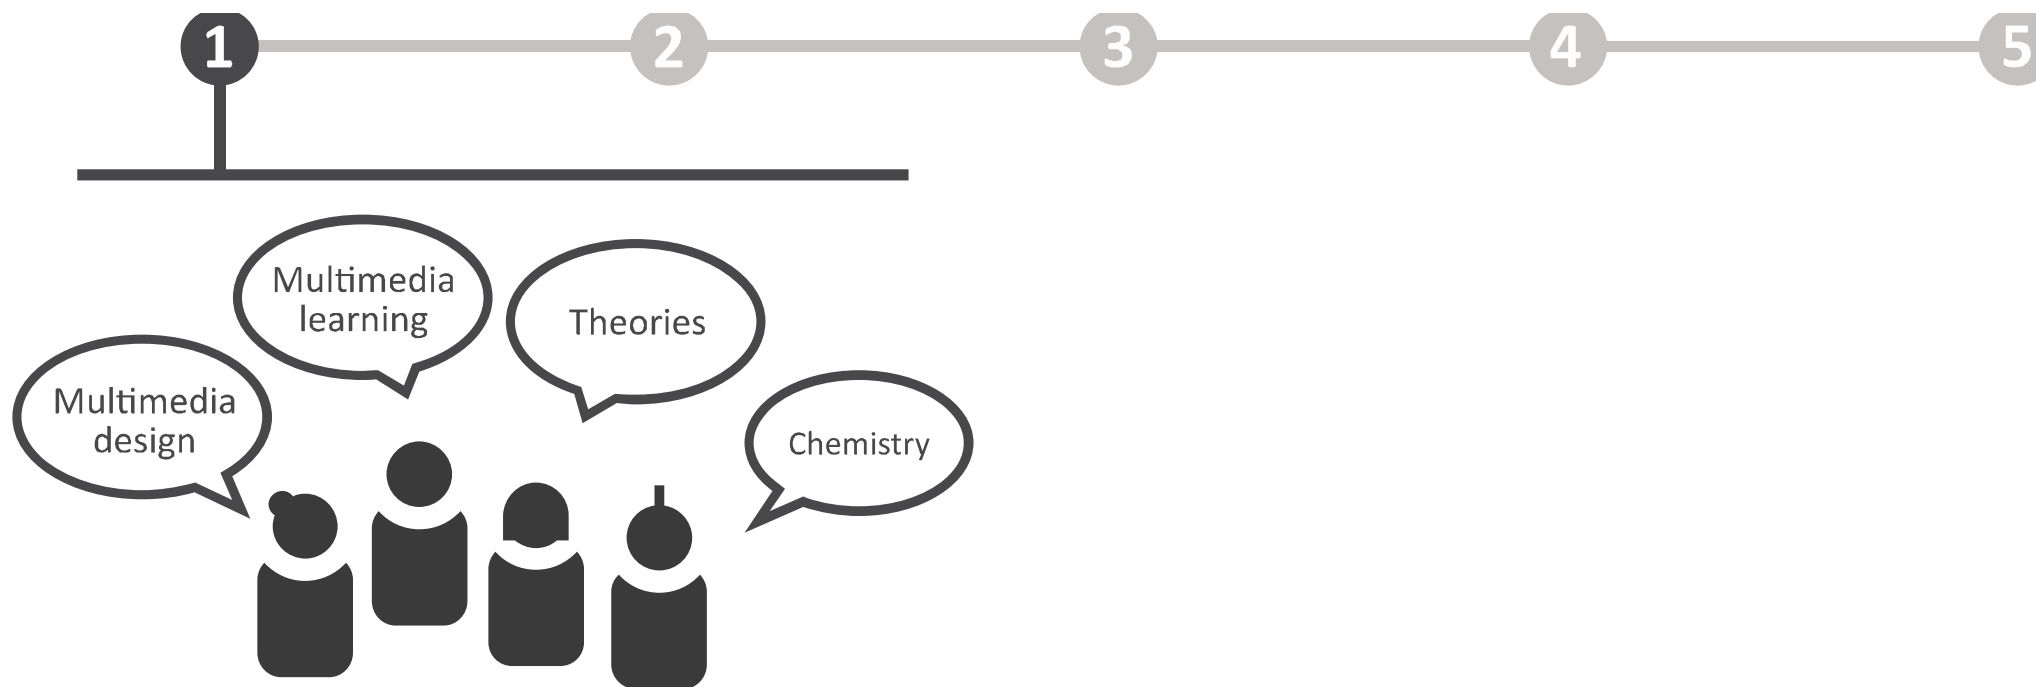 1 2 3 4 5
Multimedia
learning
Theories
Multimedia
design
Chemistry